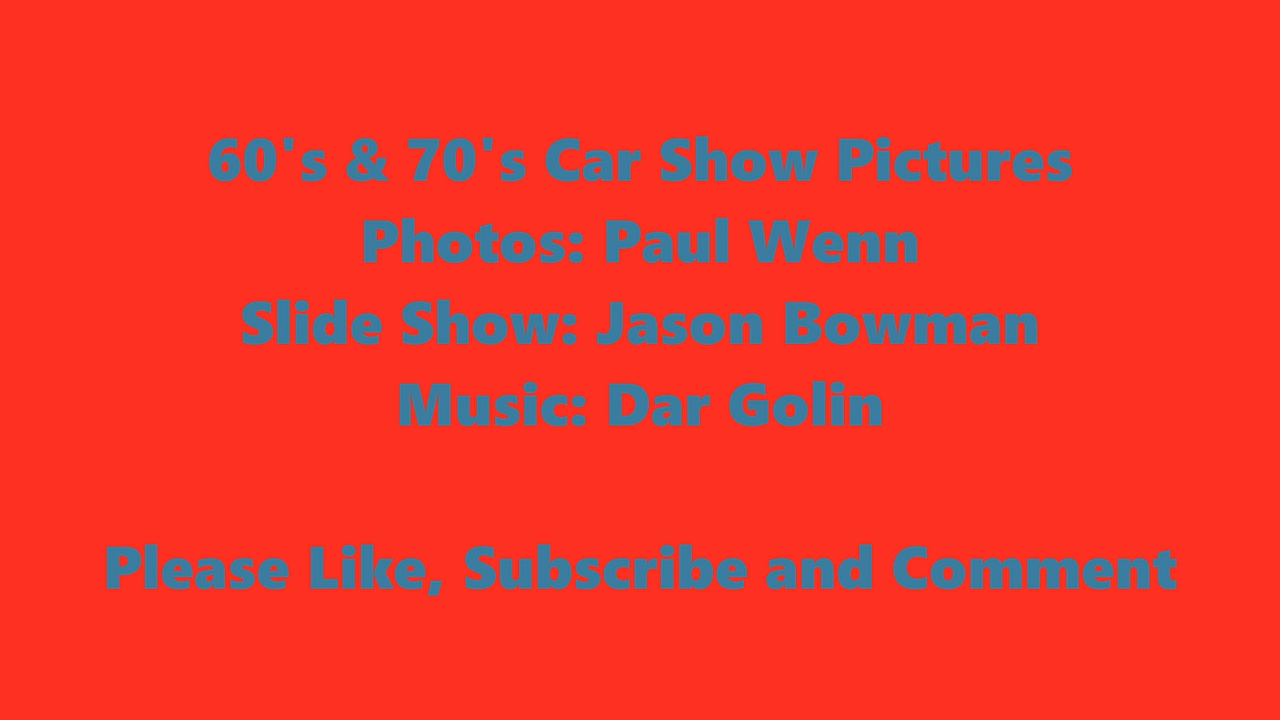 60's & 70's Car Show Pictures
Photos: Paul Wenn
Slide Show: Jason Bowman
Music: Dar Golin
Please Like, Subscribe and Comment